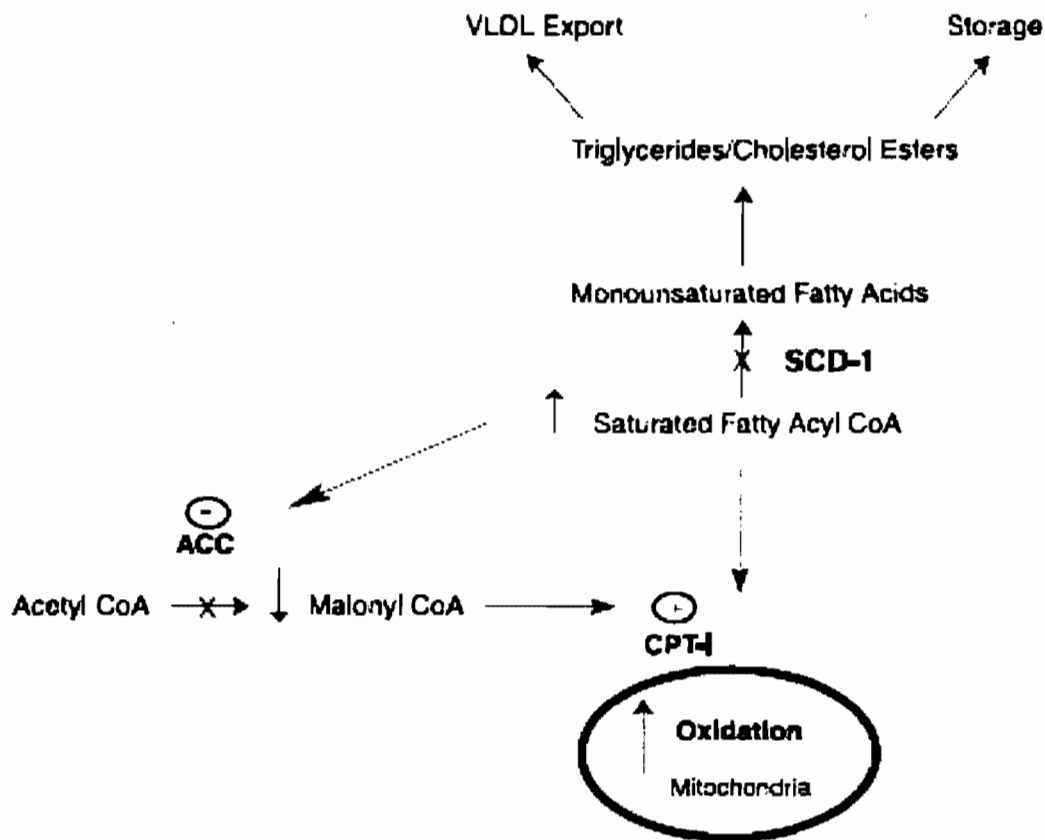 VLDL Export
Storage
Triglycerides/Cholesterol Esters
Monounsaturated Fatty Acids
SCD-1
Saturated Fatty Acyl CoA
-
ACC
Acetyl CoA
Malonyl CoA
+
CPT-I
Oxidation
Mitochondria